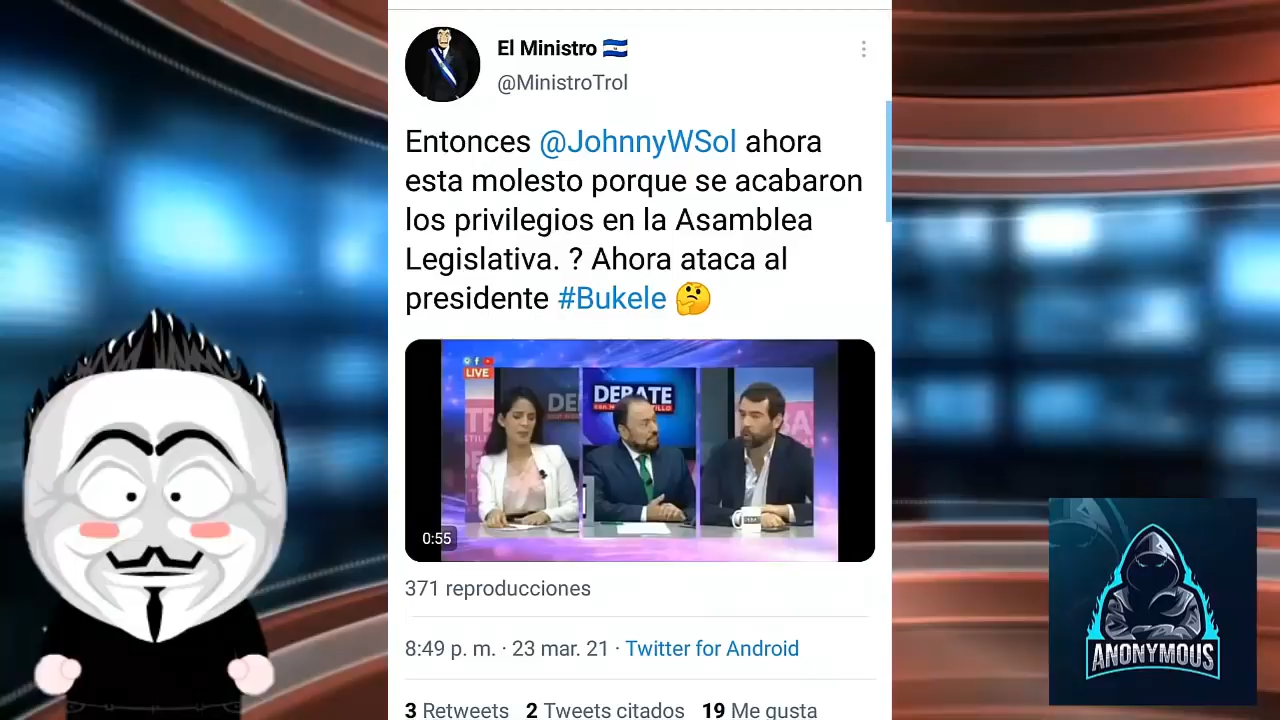 El Ministro
@MinistroTrol
Entonces @JohnnyWSol ahora
esta molesto porque se acabaron
los privilegios en la Asamblea
Legislativa. ? Ahora ataca al
presidente #Bukele 🤔
LIVE
DEBATE
0:55
371 reproducciones
8:49 p. m. · 23 mar. 21 · Twitter for Android
3 Retweets 2 Tweets citados 19 Me gusta
ANONYMOUS